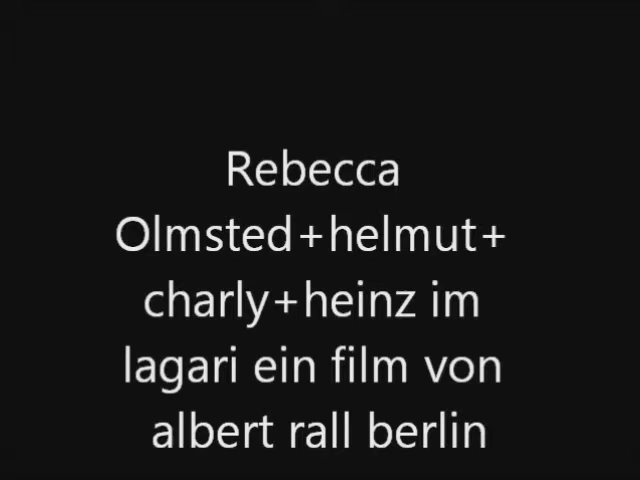 Rebecca
Olmsted+helmut+
charly+heinz im
lagari ein film von
albert rall berlin